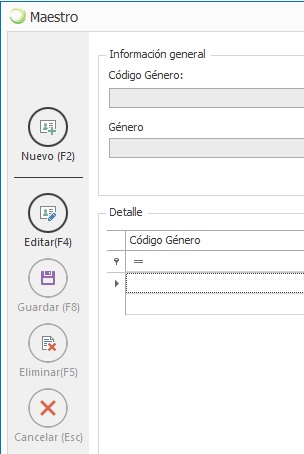 Maestro
Información general
Código Género:
Nuevo (F2)
Género
Editar(F4)
Detalle
Código Género
=
Guardar (F8)
Eliminar(F5)
Cancelar (Esc)